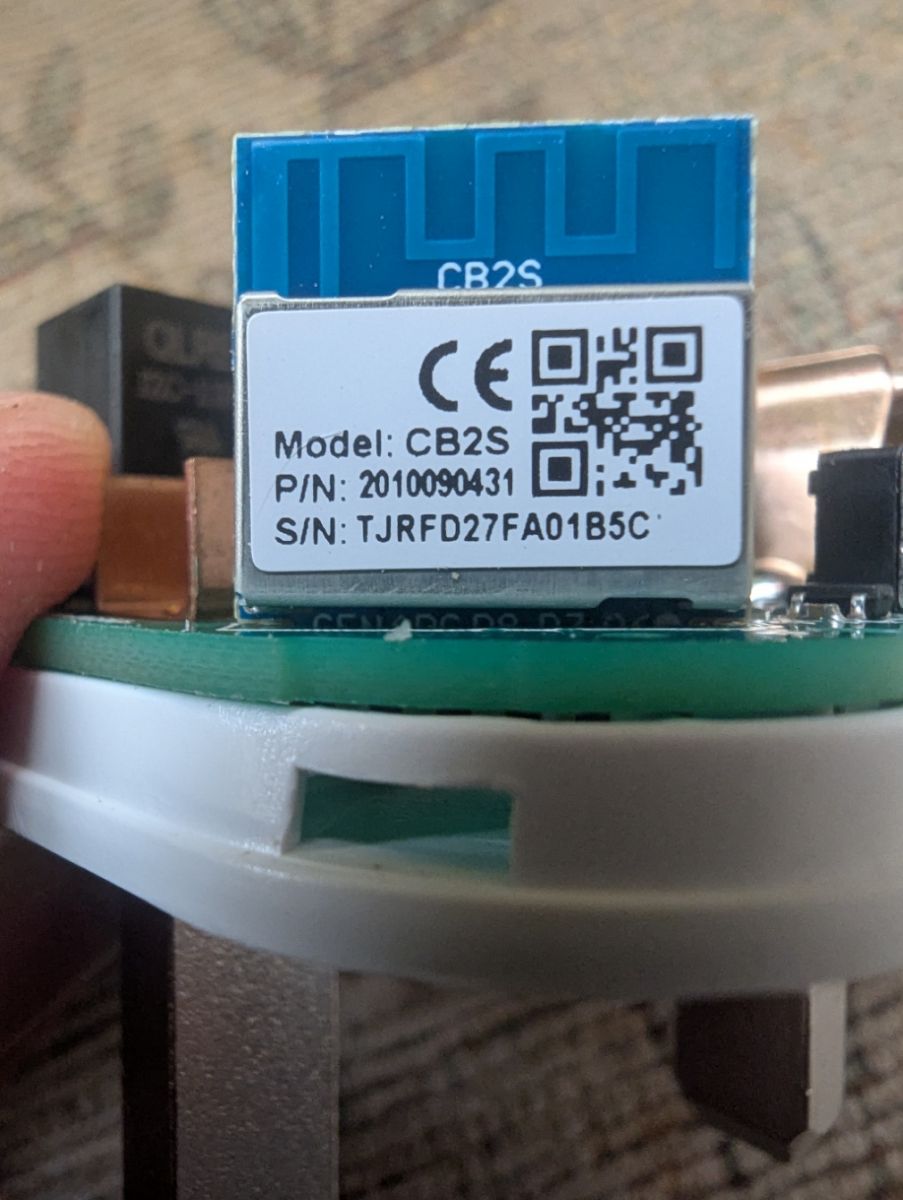 CB2S
CE
Model: CB2S
P/N: 2010090431
S/N: TJRFD27FA01B5C